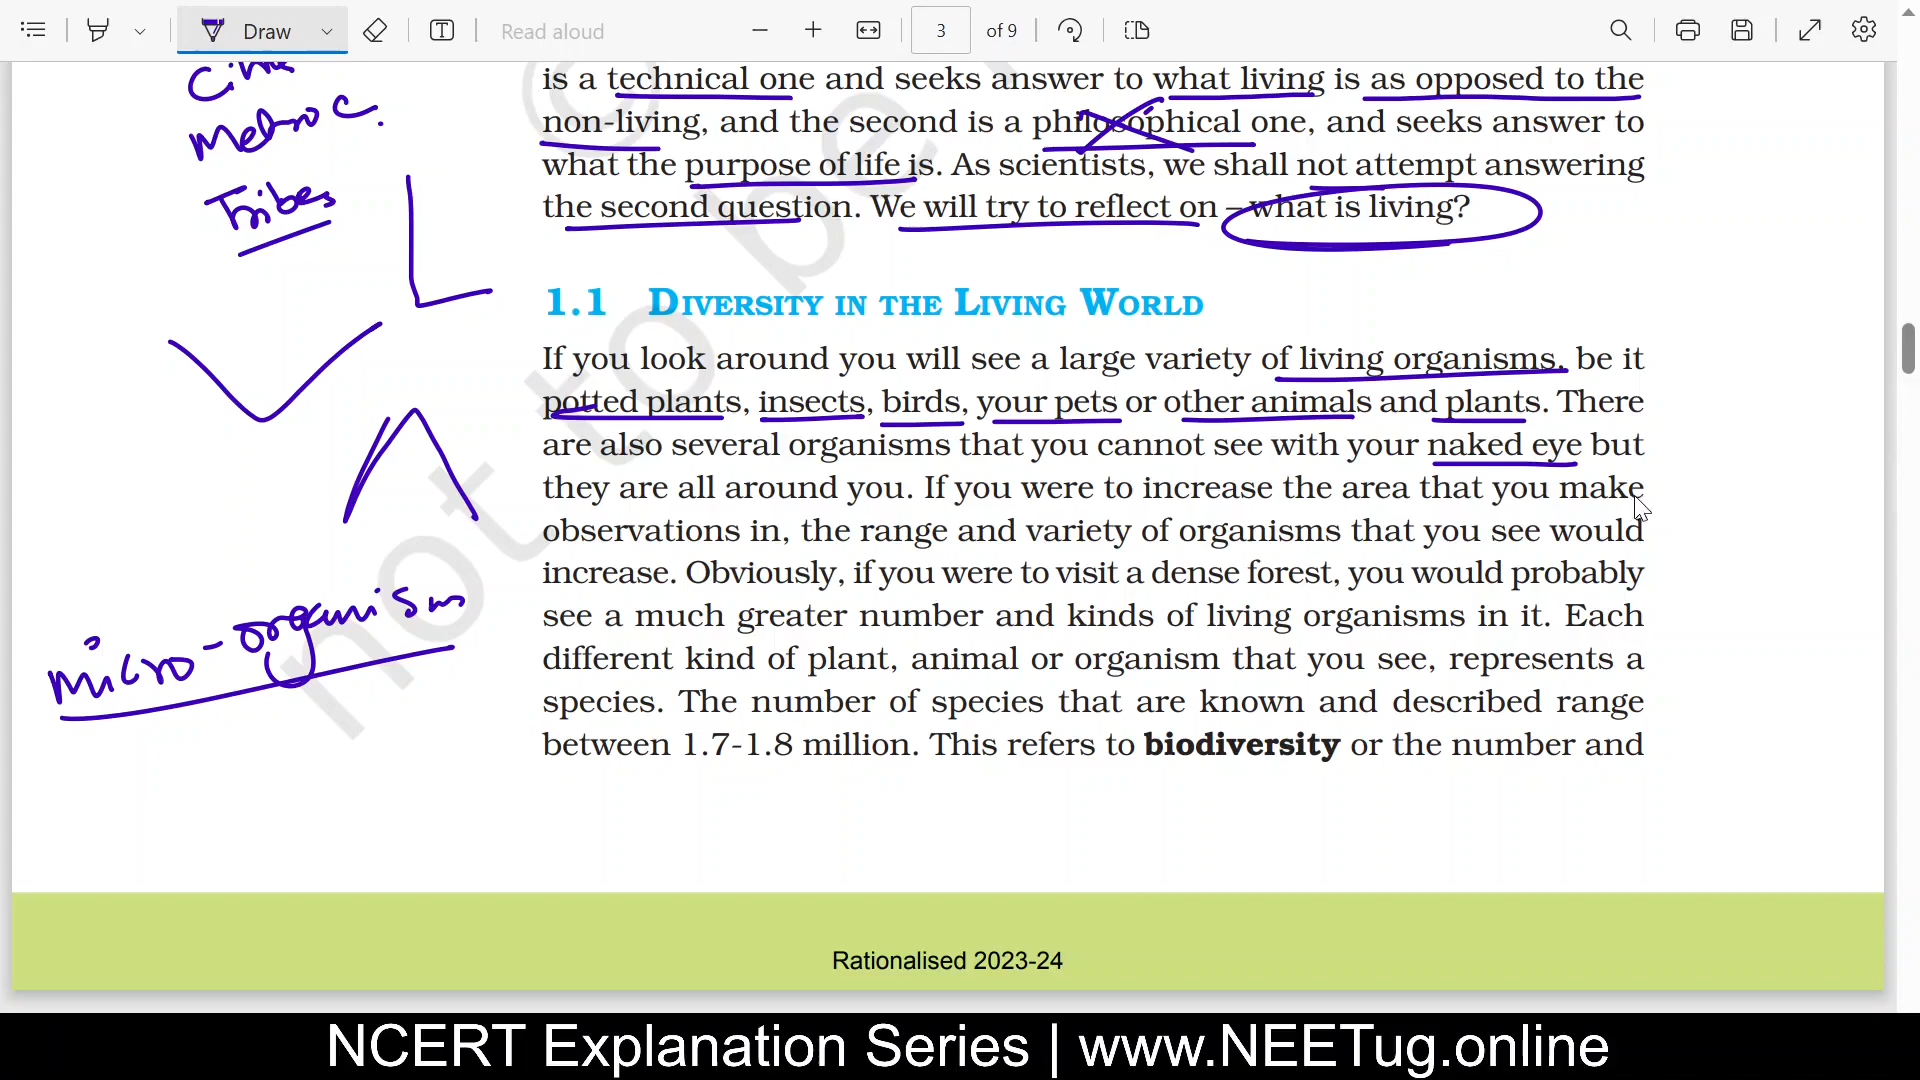 Draw
T
Read aloud
3
of 9
metro c.
Tribes
micro-organism
is a technical one and seeks answer to what living is as opposed to the
non-living, and the second is a philosophical one, and seeks answer to
what the purpose of life is. As scientists, we shall not attempt answering
the second question. We will try to reflect on – what is living?
1.1 Diversity in the Living World
If you look around you will see a large variety of living organisms, be it
potted plants, insects, birds, your pets or other animals and plants. There
are also several organisms that you cannot see with your naked eye but
they are all around you. If you were to increase the area that you make
observations in, the range and variety of organisms that you see would
increase. Obviously, if you were to visit a dense forest, you would probably
see a much greater number and kinds of living organisms in it. Each
different kind of plant, animal or organism that you see, represents a
species. The number of species that are known and described range
between 1.7-1.8 million. This refers to biodiversity or the number and
© not to be
Rationalised 2023-24
NCERT Explanation Series | www.NEETug.online